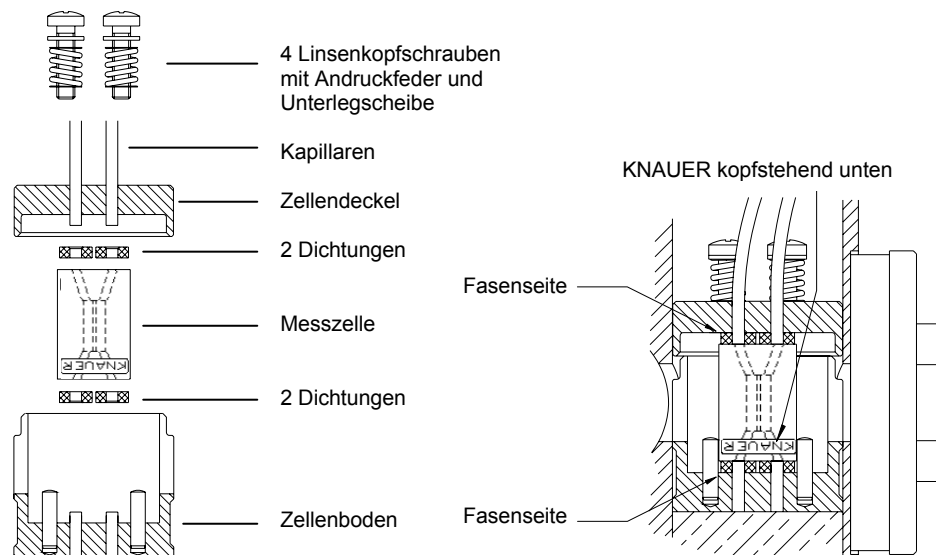 4 Linsenkopfschrauben
mit Andruckfeder und
Unterlegscheibe
Kapillaren
Zellendeckel
2 Dichtungen
Messzelle
KNAUER
2 Dichtungen
Zellenboden
KNAUER kopfstehend unten
Fasenseite
KNAUER
Fasenseite